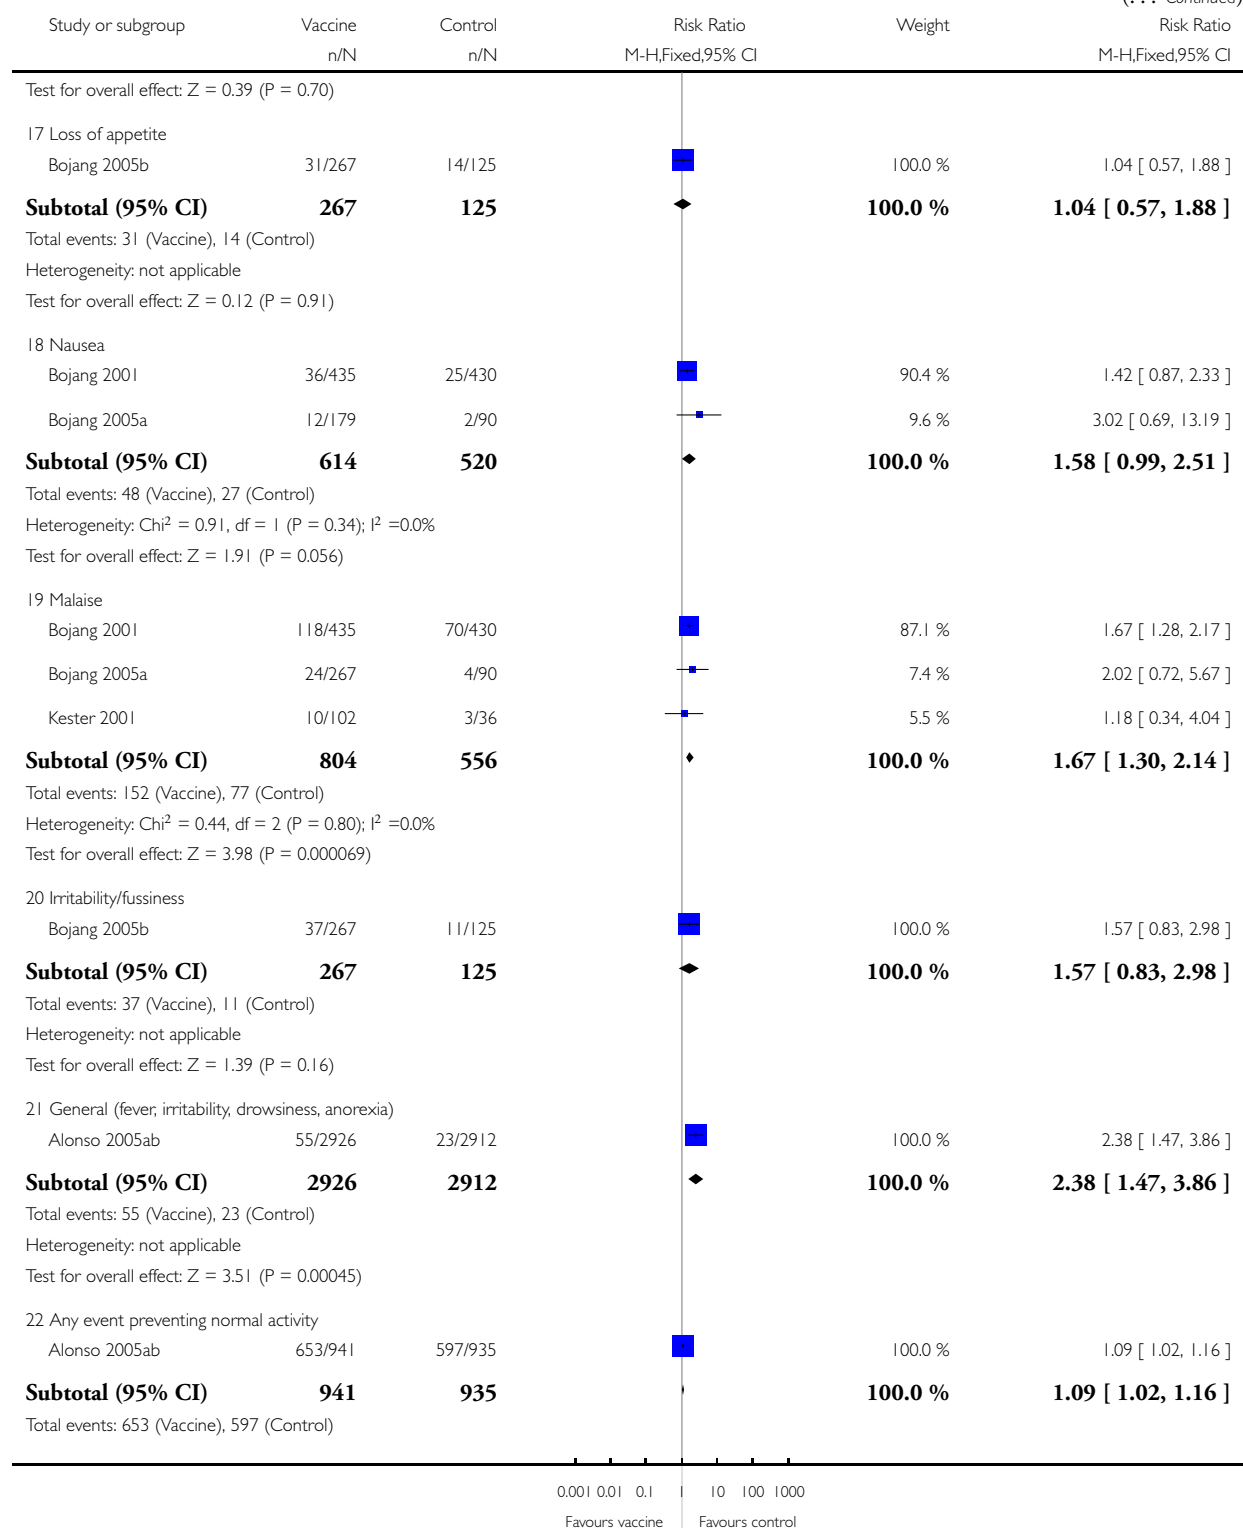 (. . . Continued)
Study or subgroup Vaccine Control Risk Ratio Weight Risk Ratio
n/N n/N M-H,Fixed,95% CI M-H,Fixed,95% CI
Test for overall effect: Z = 0.39 (P = 0.70)
17 Loss of appetite
Bojang 2005b 31/267 14/125 100.0 % 1.04 [ 0.57, 1.88 ]
Subtotal (95% CI) 267 125 100.0 % 1.04 [ 0.57, 1.88 ]
Total events: 31 (Vaccine), 14 (Control)
Heterogeneity: not applicable
Test for overall effect: Z = 0.12 (P = 0.91)
18 Nausea
Bojang 2001 36/435 25/430 90.4 % 1.42 [ 0.87, 2.33 ]
Bojang 2005a 12/179 2/90 9.6 % 3.02 [ 0.69, 13.19 ]
Subtotal (95% CI) 614 520 100.0 % 1.58 [ 0.99, 2.51 ]
Total events: 48 (Vaccine), 27 (Control)
Heterogeneity: Chi² = 0.91, df = 1 (P = 0.34); I² =0.0%
Test for overall effect: Z = 1.91 (P = 0.056)
19 Malaise
Bojang 2001 118/435 70/430 87.1 % 1.67 [ 1.28, 2.17 ]
Bojang 2005a 24/267 4/90 7.4 % 2.02 [ 0.72, 5.67 ]
Kester 2001 10/102 3/36 5.5 % 1.18 [ 0.34, 4.04 ]
Subtotal (95% CI) 804 556 100.0 % 1.67 [ 1.30, 2.14 ]
Total events: 152 (Vaccine), 77 (Control)
Heterogeneity: Chi² = 0.44, df = 2 (P = 0.80); I² =0.0%
Test for overall effect: Z = 3.98 (P = 0.000069)
20 Irritability/fussiness
Bojang 2005b 37/267 11/125 100.0 % 1.57 [ 0.83, 2.98 ]
Subtotal (95% CI) 267 125 100.0 % 1.57 [ 0.83, 2.98 ]
Total events: 37 (Vaccine), 11 (Control)
Heterogeneity: not applicable
Test for overall effect: Z = 1.39 (P = 0.16)
21 General (fever, irritability, drowsiness, anorexia)
Alonso 2005ab 55/2926 23/2912 100.0 % 2.38 [ 1.47, 3.86 ]
Subtotal (95% CI) 2926 2912 100.0 % 2.38 [ 1.47, 3.86 ]
Total events: 55 (Vaccine), 23 (Control)
Heterogeneity: not applicable
Test for overall effect: Z = 3.51 (P = 0.00045)
22 Any event preventing normal activity
Alonso 2005ab 653/941 597/935 100.0 % 1.09 [ 1.02, 1.16 ]
Subtotal (95% CI) 941 935 100.0 % 1.09 [ 1.02, 1.16 ]
Total events: 653 (Vaccine), 597 (Control)
0.001 0.01 0.1 1 10 100 1000
Favours vaccine Favours control